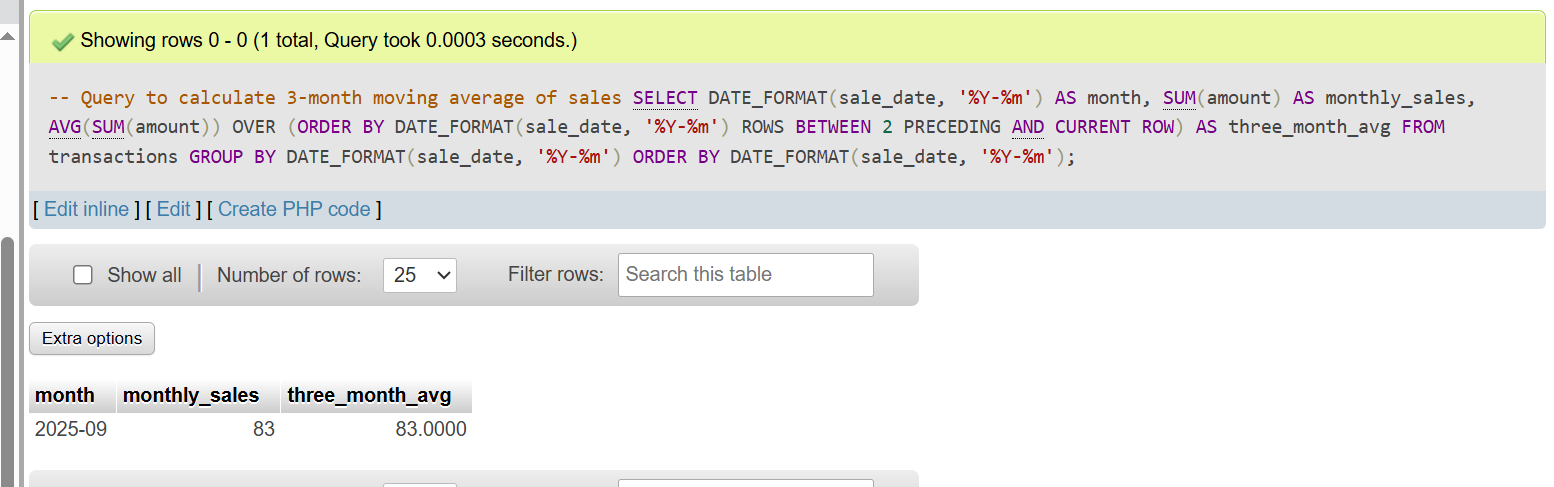 Showing rows 0 - 0 (1 total, Query took 0.0003 seconds.)
-- Query to calculate 3-month moving average of sales SELECT DATE_FORMAT(sale_date, '%Y-%m') AS month, SUM(amount) AS monthly_sales,
AVG(SUM(amount)) OVER (ORDER BY DATE_FORMAT(sale_date, '%Y-%m') ROWS BETWEEN 2 PRECEDING AND CURRENT ROW) AS three_month_avg FROM
transactions GROUP BY DATE_FORMAT(sale_date, '%Y-%m') ORDER BY DATE_FORMAT(sale_date, '%Y-%m');
[ Edit inline ] [ Edit ] [ Create PHP code ]
Show all Number of rows: 25 Filter rows: Search this table
Extra options
month monthly_sales three_month_avg
2025-09 83 83.0000